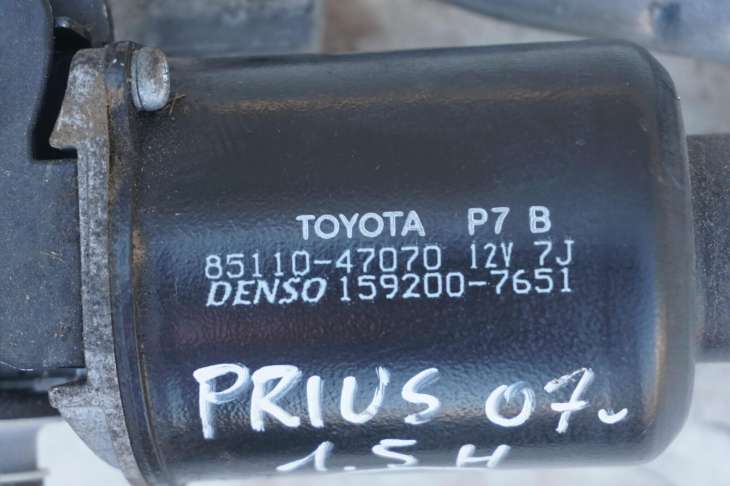 TOYOTA P7 B
85110-47070 12V 7J
DENSO 159200-7651
PRIUS 07
1.5 H